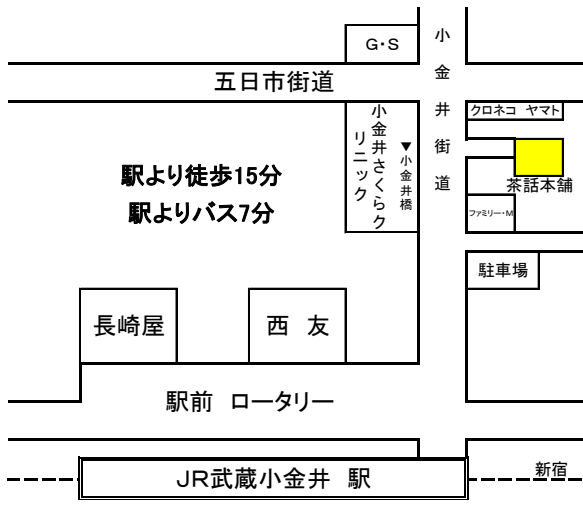 G・S
小金井街道
五日市街道
クロネコ ヤマト
小金井さくらク
リニック
▼小金井橋
茶話本舗
駅より徒歩15分
駅よりバス7分
ファミリー・M
駐車場
長崎屋
西 友
駅前 ロータリー
JR武蔵小金井 駅
新宿